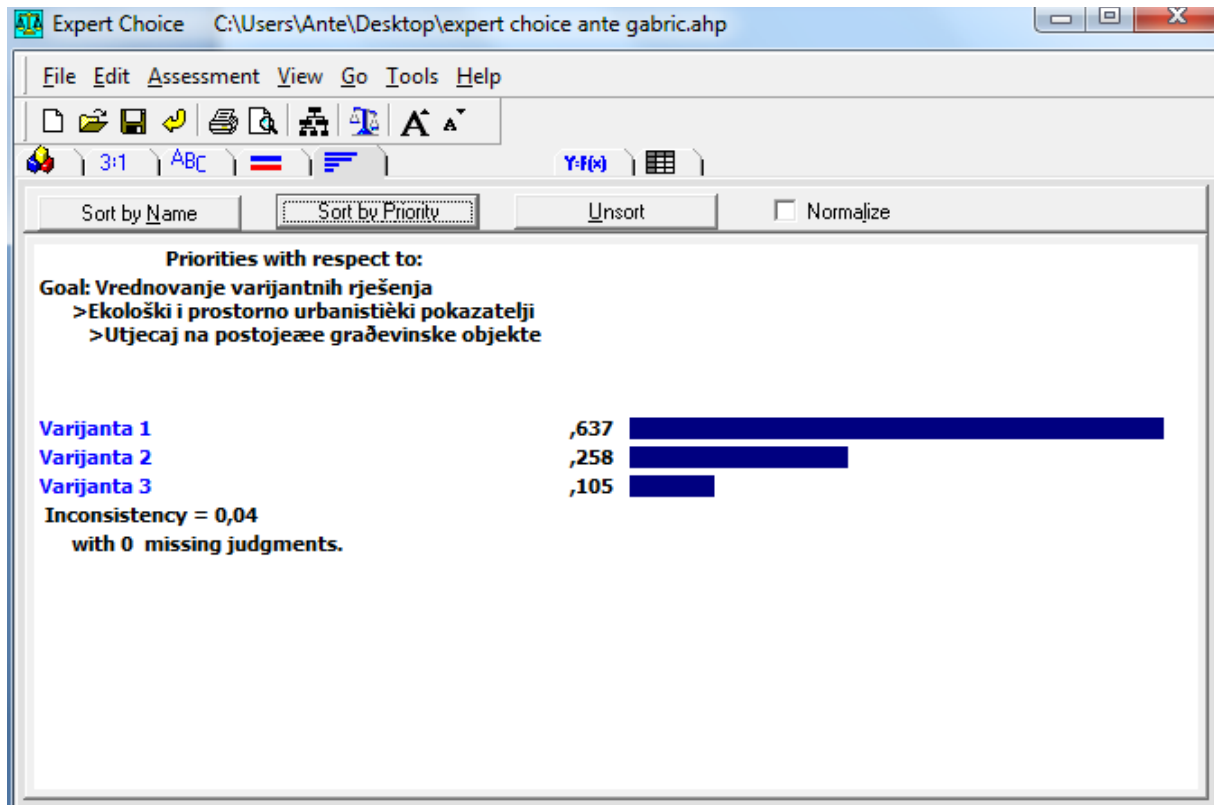 Expert Choice C:\Users\Ante\Desktop\expert choice ante gabric.ahp
File Edit Assessment View Go Tools Help
A A
3:1 ABC Y=F(x)
Sort by Name Sort by Priority Unsort Normalize
Priorities with respect to:
Goal: Vrednovanje varijantnih rješenja
>Ekološki i prostorno urbanistièki pokazatelji
>Utjecaj na postojeæe graðevinske objekte
Varijanta 1 ,637
Varijanta 2 ,258
Varijanta 3 ,105
Inconsistency = 0,04
with 0 missing judgments.